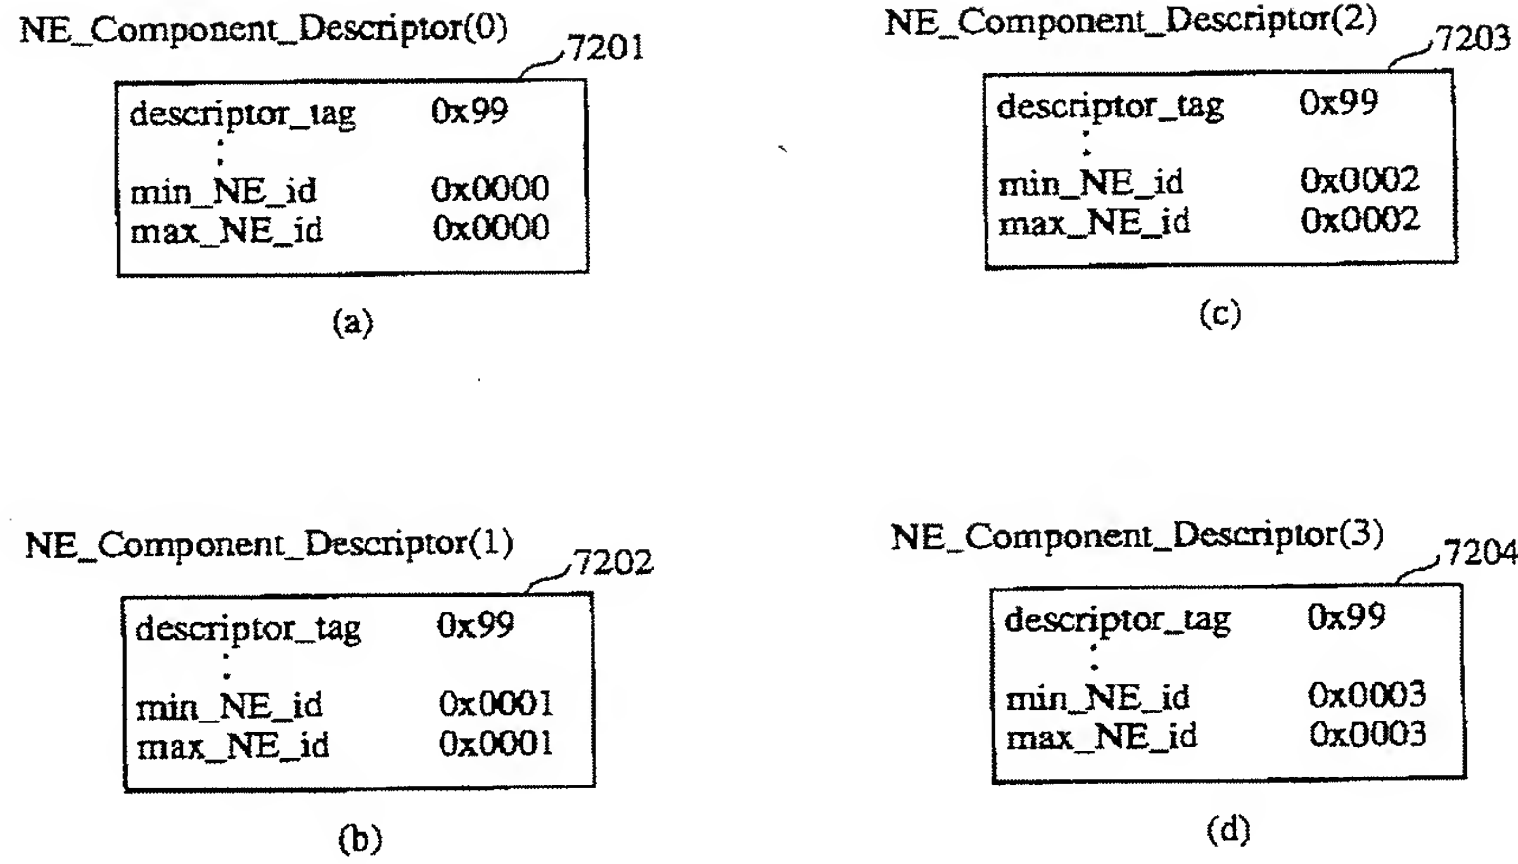 NE_Component_Descriptor(0)
7201
descriptor_tag 0x99
min_NE_id 0x0000
max_NE_id 0x0000
(a)
NE_Component_Descriptor(2)
7203
descriptor_tag 0x99
min_NE_id 0x0002
max_NE_id 0x0002
(c)
NE_Component_Descriptor(1)
7202
descriptor_tag 0x99
min_NE_id 0x0001
max_NE_id 0x0001
(b)
NE_Component_Descriptor(3)
7204
descriptor_tag 0x99
min_NE_id 0x0003
max_NE_id 0x0003
(d)